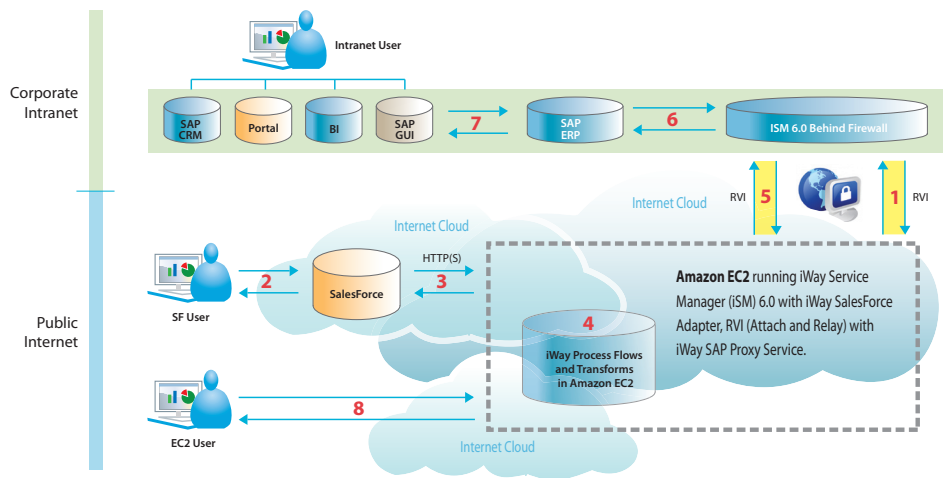 Intranet User
Corporate
Intranet
SAP
CRM
Portal
BI
SAP
GUI
7
SAP
ERP
6
ISM 6.0 Behind Firewall
RVI
5
1
RVI
Internet Cloud
Internet Cloud
HTTP(S)
2
SalesForce
3
SF User
Amazon EC2 running iWay Service
Manager (iSM) 6.0 with iWay SalesForce
Adapter, RVI (Attach and Relay) with
iWay SAP Proxy Service.
Public
Internet
4
iWay Process Flows
and Transforms
in Amazon EC2
8
EC2 User
Internet Cloud